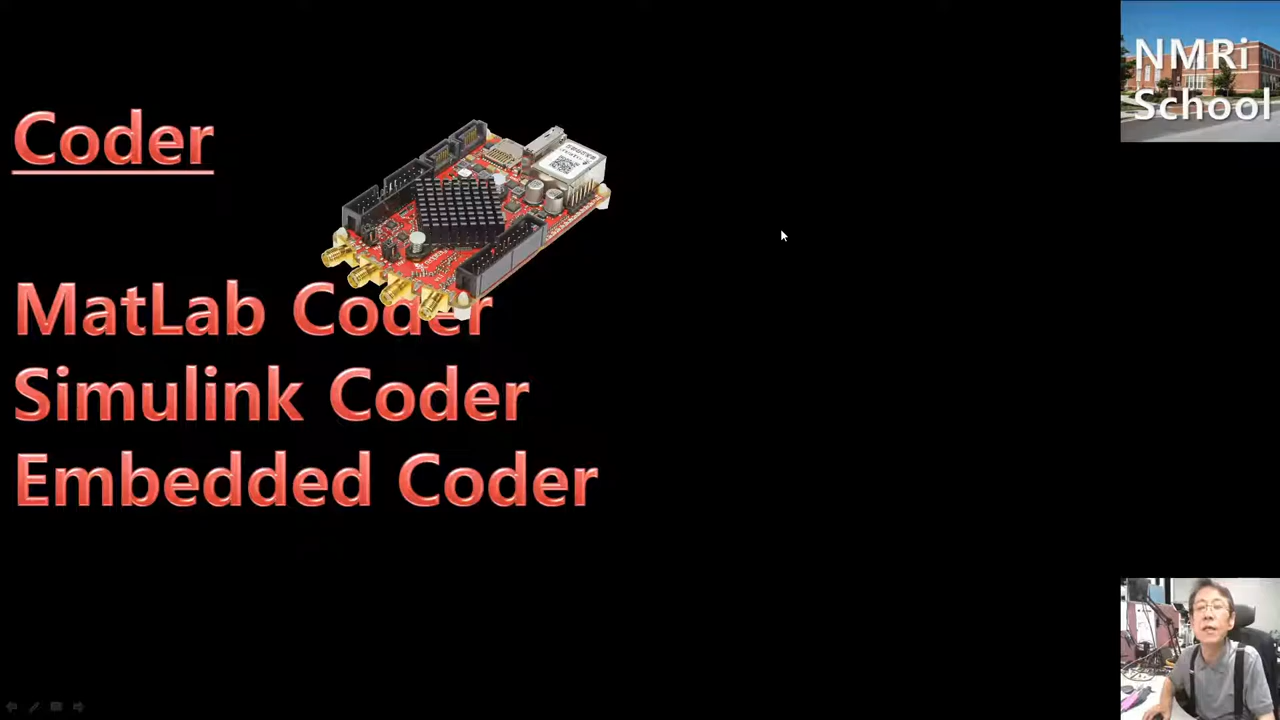 NMRi
School
Coder
MatLab Coder
Simulink Coder
Embedded Coder